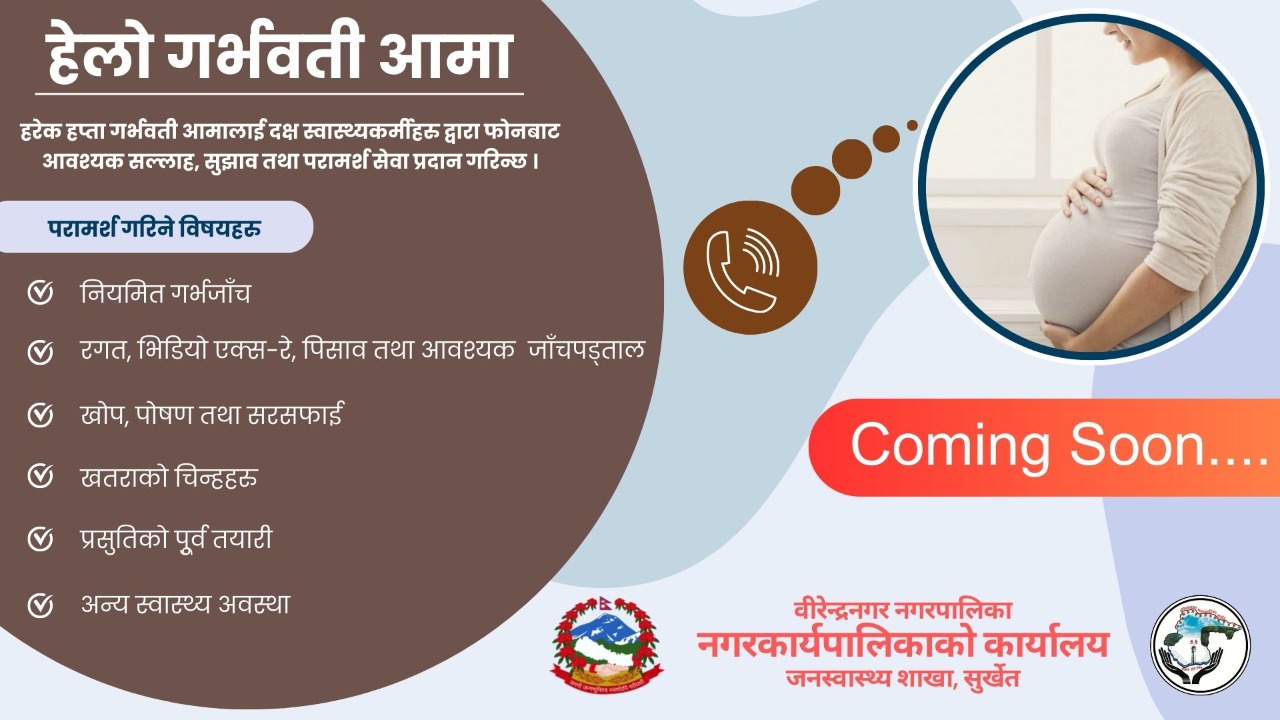 हेलो गर्भवती आमा
हरेक हप्ता गर्भवती आमालाई दक्ष स्वास्थ्यकर्मीहरु द्वारा फोनबाट
आवश्यक सल्लाह, सुझाव तथा परामर्श सेवा प्रदान गरिन्छ ।
परामर्श गरिने विषयहरु
नियमित गर्भजाँच
रगत, भिडियो एक्स-रे, पिसाव तथा आवश्यक जाँचपड्ताल
खोप, पोषण तथा सरसफाई
खतराको चिन्हहरु
प्रसुतिको पूर्व तयारी
अन्य स्वास्थ्य अवस्था
Coming Soon....
वीरेन्द्रनगर नगरपालिका
नगरकार्यपालिकाको कार्यालय
जनस्वास्थ्य शाखा, सुर्खेत